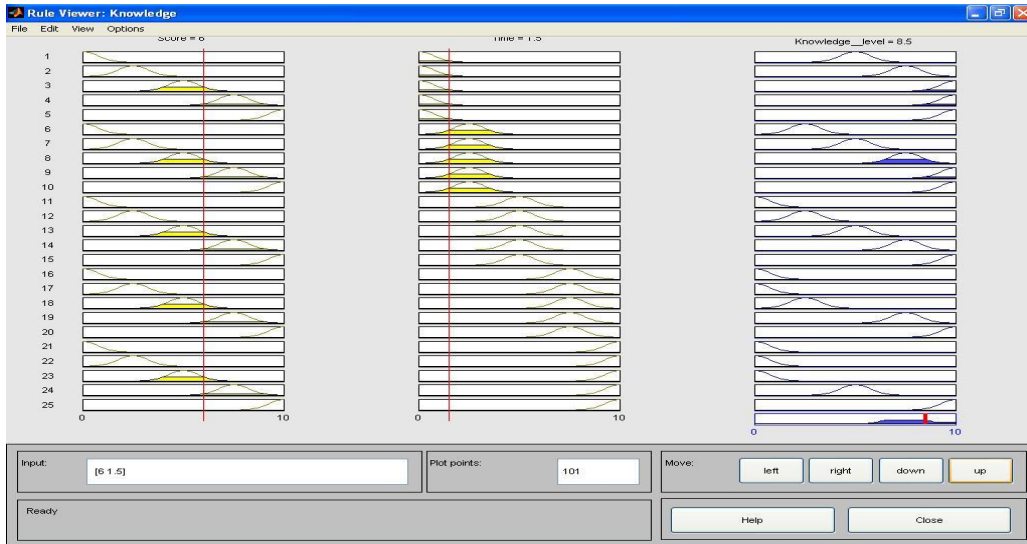 Rule Viewer: Knowledge
File Edit View Options
Score = 6
Time = 1.5
Knowledge__level = 8.5
1
2
3
4
5
6
7
8
9
10
11
12
13
14
15
16
17
18
19
20
21
22
23
24
25
0 10
0 10
0 10
Input:
[6 1.5]
Plot points:
101
Move:
left right down up
Ready
Help Close